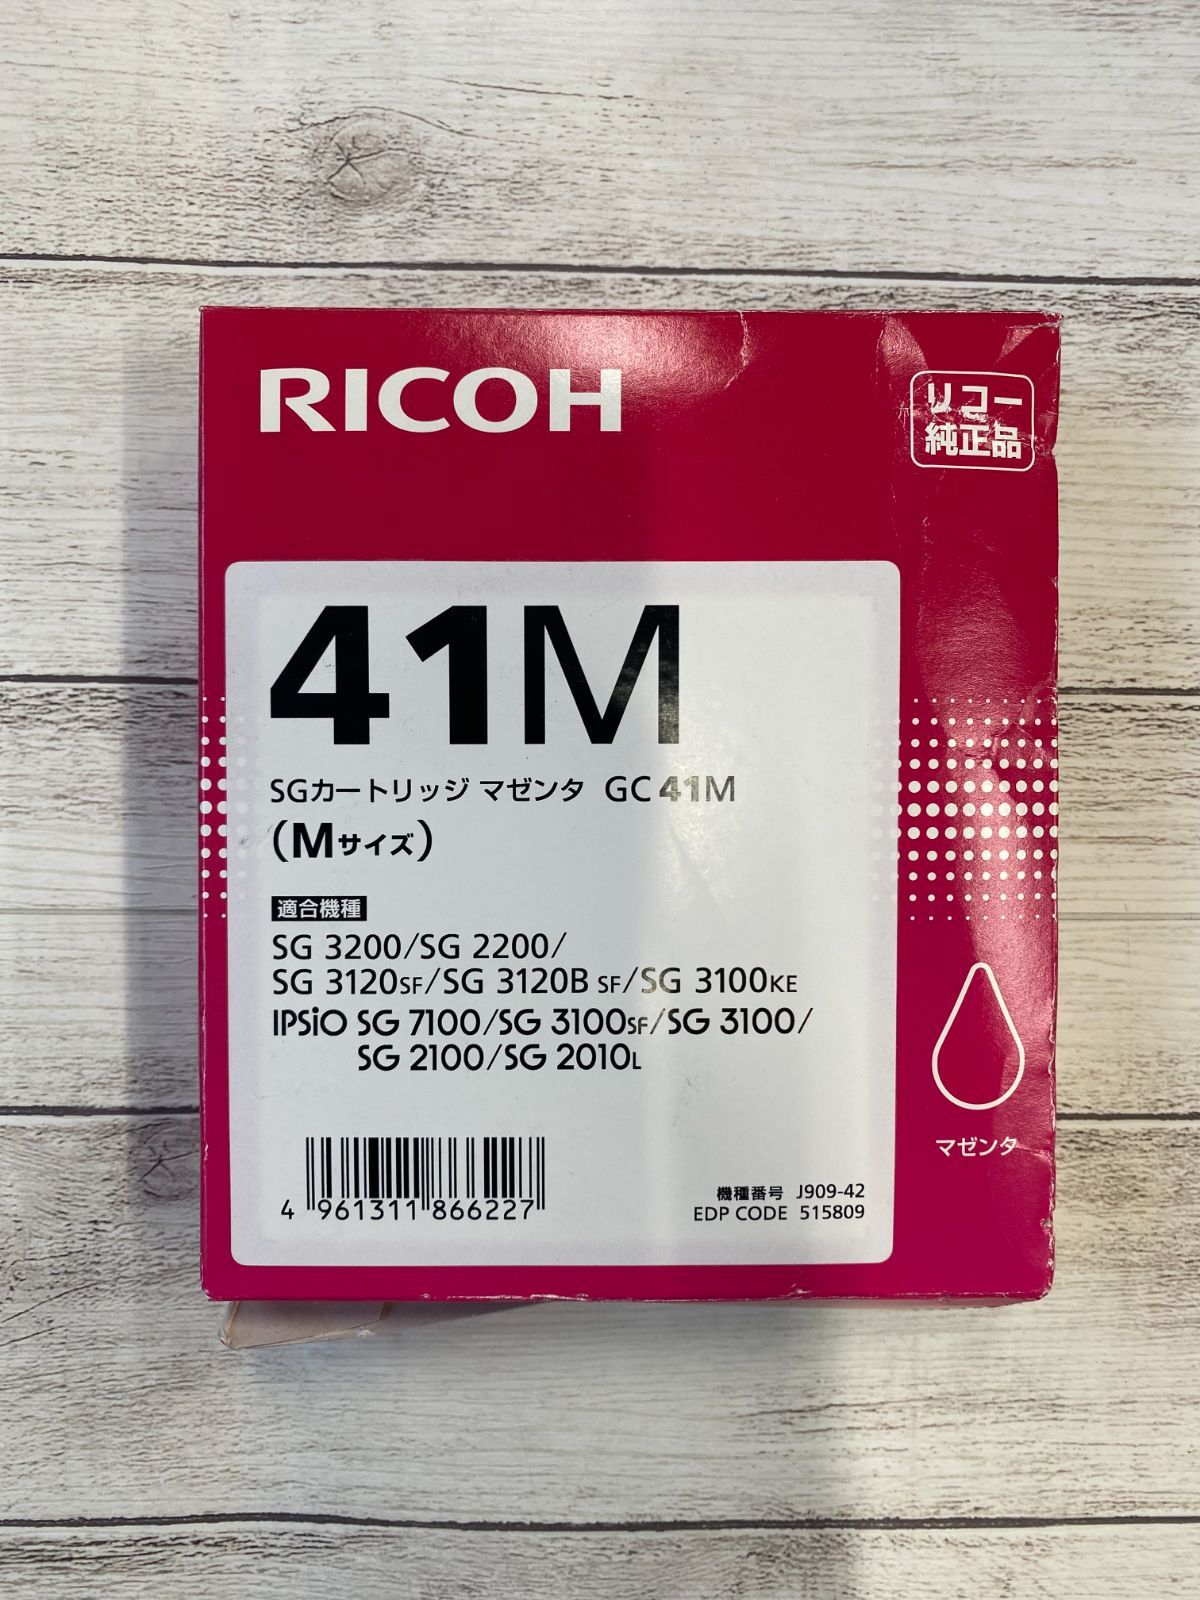 RICOH
リコー
純正品
41M
SGカートリッジ マゼンタ GC 41M
(Mサイズ)
適合機種
SG 3200/SG 2200/
SG 3120SF/SG 3120B SF/SG 3100KE
IPSiO SG 7100/SG 3100SF/SG 3100/
SG 2100/SG 2010L
マゼンタ
機種番号 J909-42
EDP CODE 515809
4 961311 866227